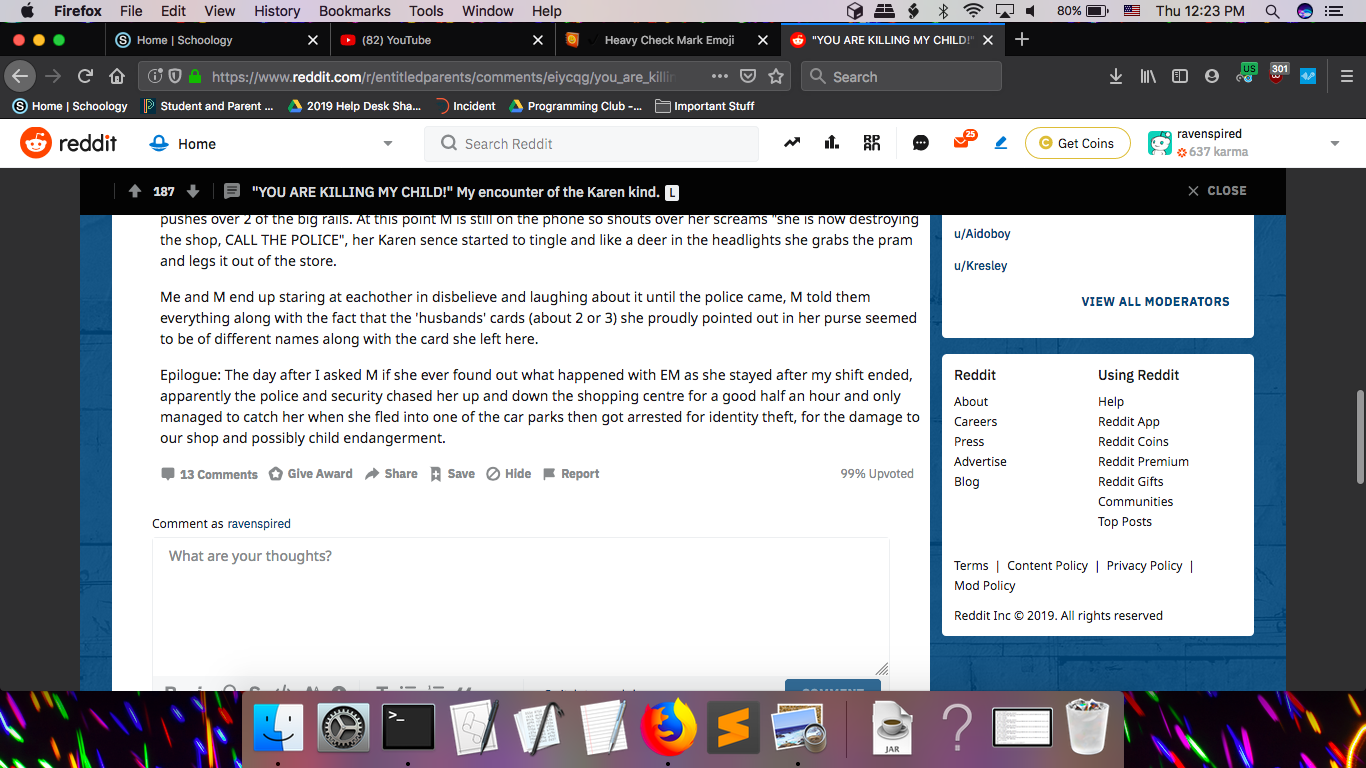 Firefox File Edit View History Bookmarks Tools Window Help 80% Thu 12:23 PM
Home | Schoology
(82) YouTube
Heavy Check Mark Emoji
"YOU ARE KILLING MY CHILD!"
https://www.reddit.com/r/entitledparents/comments/eiycqg/you_are_killin
Search
US
301
Home | Schoology
Student and Parent ...
2019 Help Desk Sha...
Incident
Programming Club -...
Important Stuff
reddit
Home
Search Reddit
25
Get Coins
ravenspired
637 karma
187
"YOU ARE KILLING MY CHILD!" My encounter of the Karen kind. L
CLOSE
pushes over 2 of the big rails. At this point M is still on the phone so shouts over her screams "she is now destroying
the shop, CALL THE POLICE", her Karen sence started to tingle and like a deer in the headlights she grabs the pram
and legs it out of the store.
Me and M end up staring at eachother in disbelieve and laughing about it until the police came, M told them
everything along with the fact that the 'husbands' cards (about 2 or 3) she proudly pointed out in her purse seemed
to be of different names along with the card she left here.
Epilogue: The day after I asked M if she ever found out what happened with EM as she stayed after my shift ended,
apparently the police and security chased her up and down the shopping centre for a good half an hour and only
managed to catch her when she fled into one of the car parks then got arrested for identity theft, for the damage to
our shop and possibly child endangerment.
13 Comments Give Award Share Save Hide Report 99% Upvoted
Comment as ravenspired
What are your thoughts?
u/Aidoboy
u/Kresley
VIEW ALL MODERATORS
Reddit Using Reddit
About Help
Careers Reddit App
Press Reddit Coins
Advertise Reddit Premium
Blog Reddit Gifts
Communities
Top Posts
Terms | Content Policy | Privacy Policy |
Mod Policy
Reddit Inc © 2019. All rights reserved
COMMENT
JAR